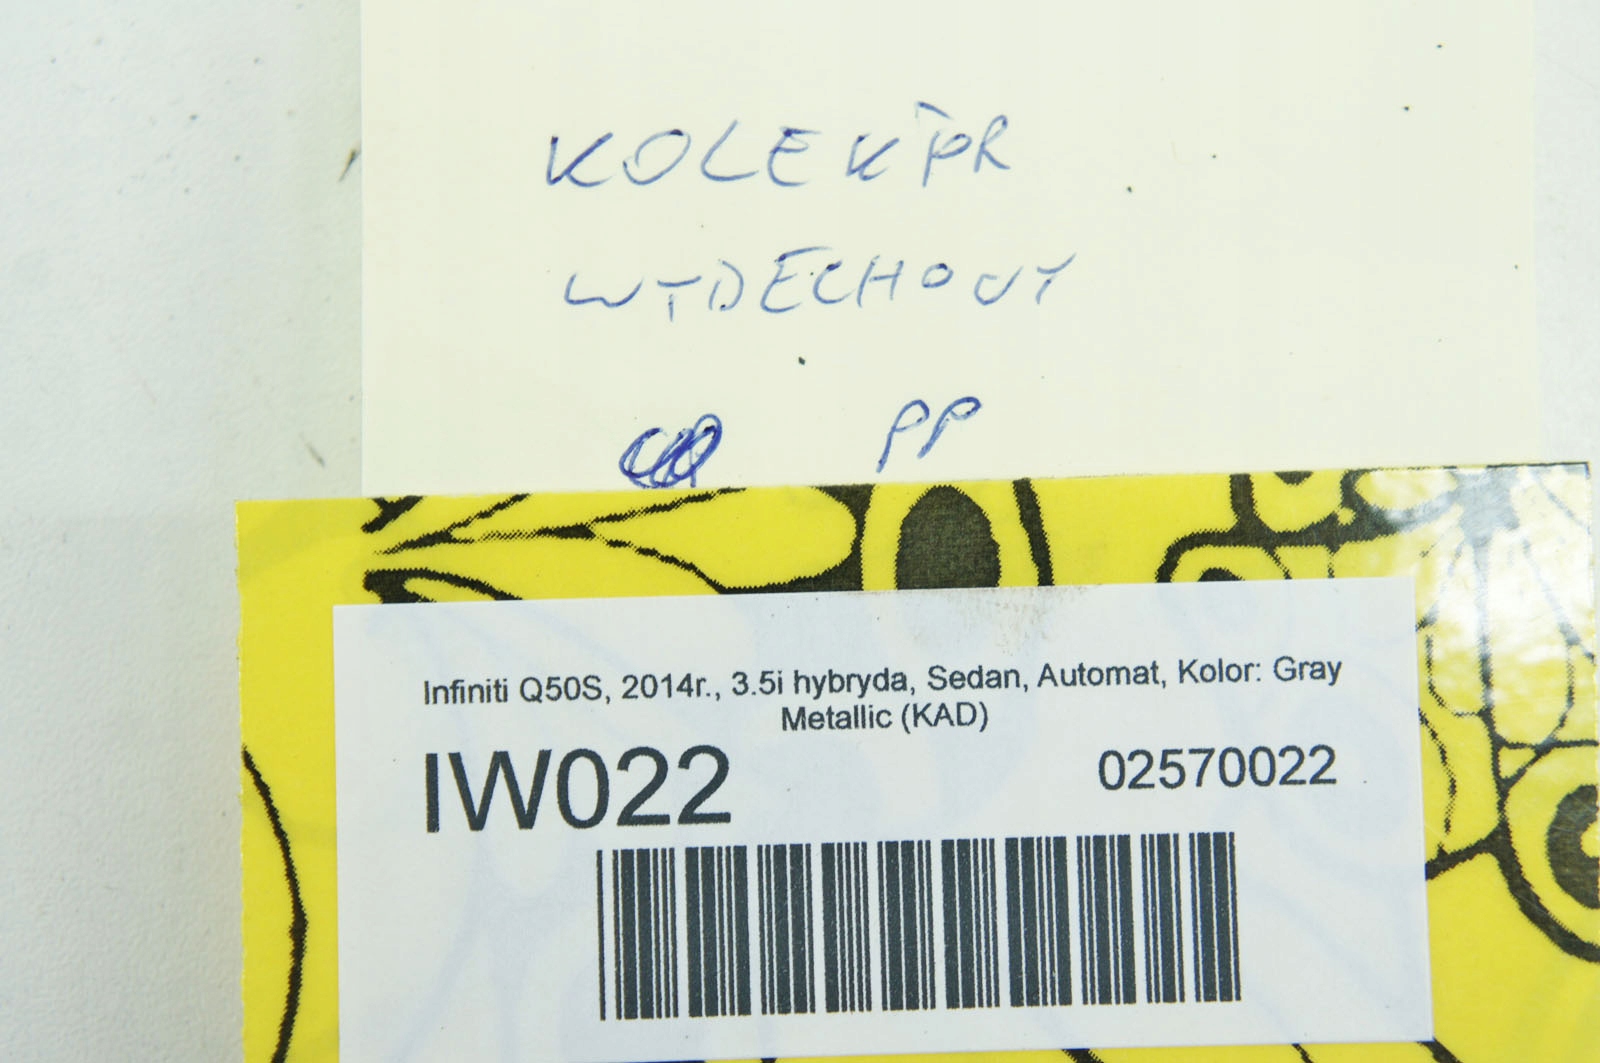 KOLEKTOR
WYDECHOWY
PP
Infiniti Q50S, 2014r., 3.5i hybryda, Sedan, Automat, Kolor: Gray
Metallic (KAD)
IW022 02570022